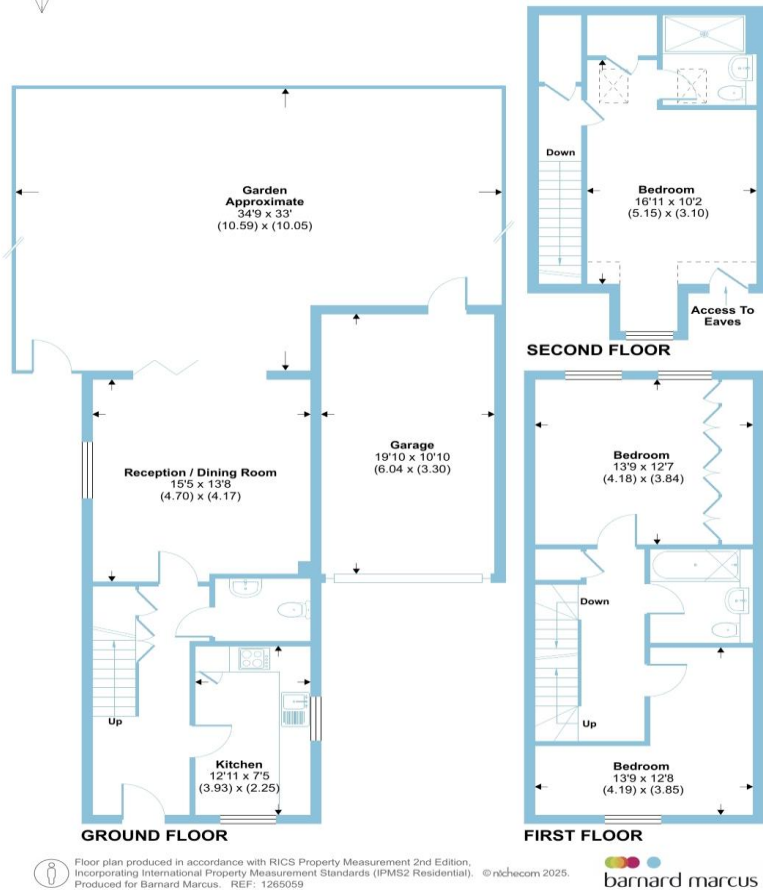 Garden
Approximate
34'9 x 33'
(10.59) x (10.05)
Reception / Dining Room
15'5 x 13'8
(4.70) x (4.17)
Garage
19'10 x 10'10
(6.04 x (3.30)
Up
Kitchen
12'11 x 7'5
(3.93) x (2.25)
GROUND FLOOR
Down
Bedroom
16'11 x 10'2
(5.15) x (3.10)
Access To
Eaves
SECOND FLOOR
Bedroom
13'9 x 12'7
(4.18) x (3.84)
Down
Up
Bedroom
13'9 x 12'8
(4.19) x (3.85)
FIRST FLOOR
Floor plan produced in accordance with RICS Property Measurement 2nd Edition,
Incorporating International Property Measurement Standards (IPMS2 Residential). © nichecom 2025.
Produced for Barnard Marcus. REF: 1265059
barnard marcus